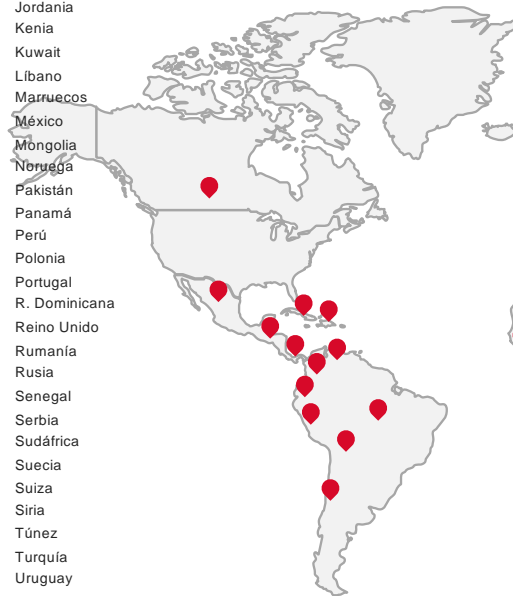 Jordania
Kenia
Kuwait
Líbano
Marruecos
México
Mongolia
Noruega
Pakistán
Panamá
Perú
Polonia
Portugal
R. Dominicana
Reino Unido
Rumanía
Rusia
Senegal
Serbia
Sudáfrica
Suecia
Suiza
Siria
Túnez
Turquía
Uruguay